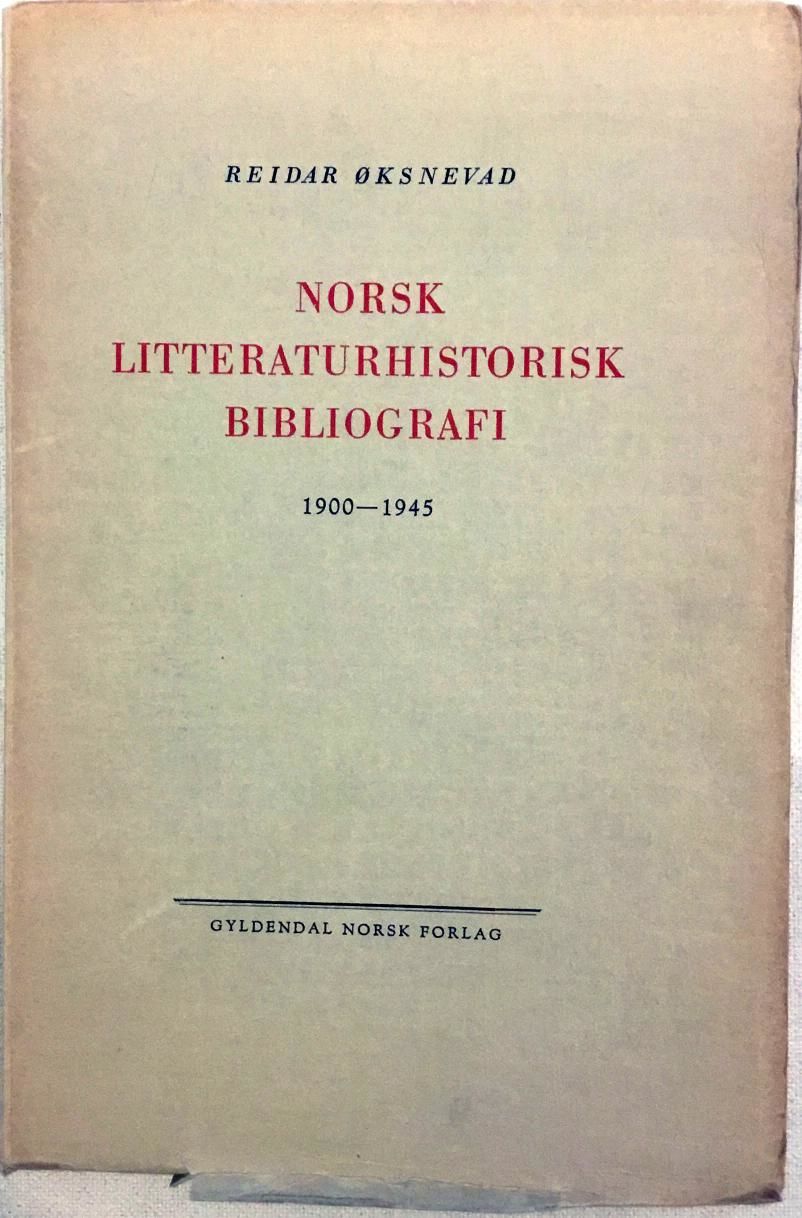 REIDAR ØKSNEVAD
NORSK
LITTERATURHISTORISK
BIBLIOGRAFI
1900—1945
GYLDENDAL NORSK FORLAG